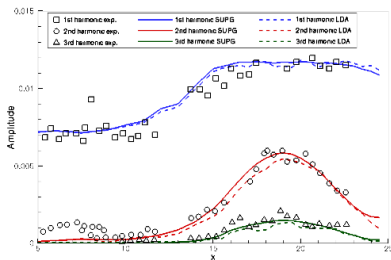 0.015
1st harmonic exp. 1st harmonic SUPG 1st harmonic LDA
2nd harmonic exp. 2nd harmonic SUPG 2nd harmonic LDA
3rd harmonic exp. 3rd harmonic SUPG 3rd harmonic LDA
0.01
Amplitude
0.005
0
5 10 15 20 25
x